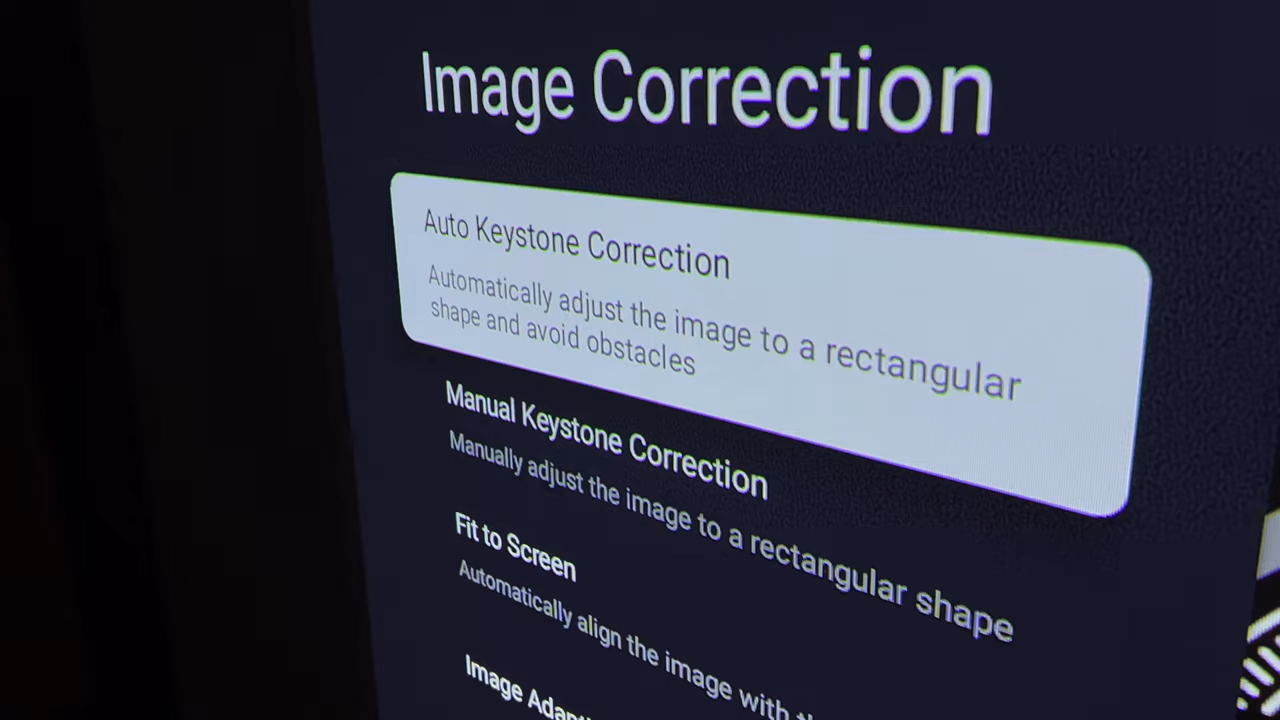 Image Correction
Auto Keystone Correction
Automatically adjust the image to a rectangular
shape and avoid obstacles
Manual Keystone Correction
Manually adjust the image to a rectangular shape
Fit to Screen
Automatically align the image with
Image